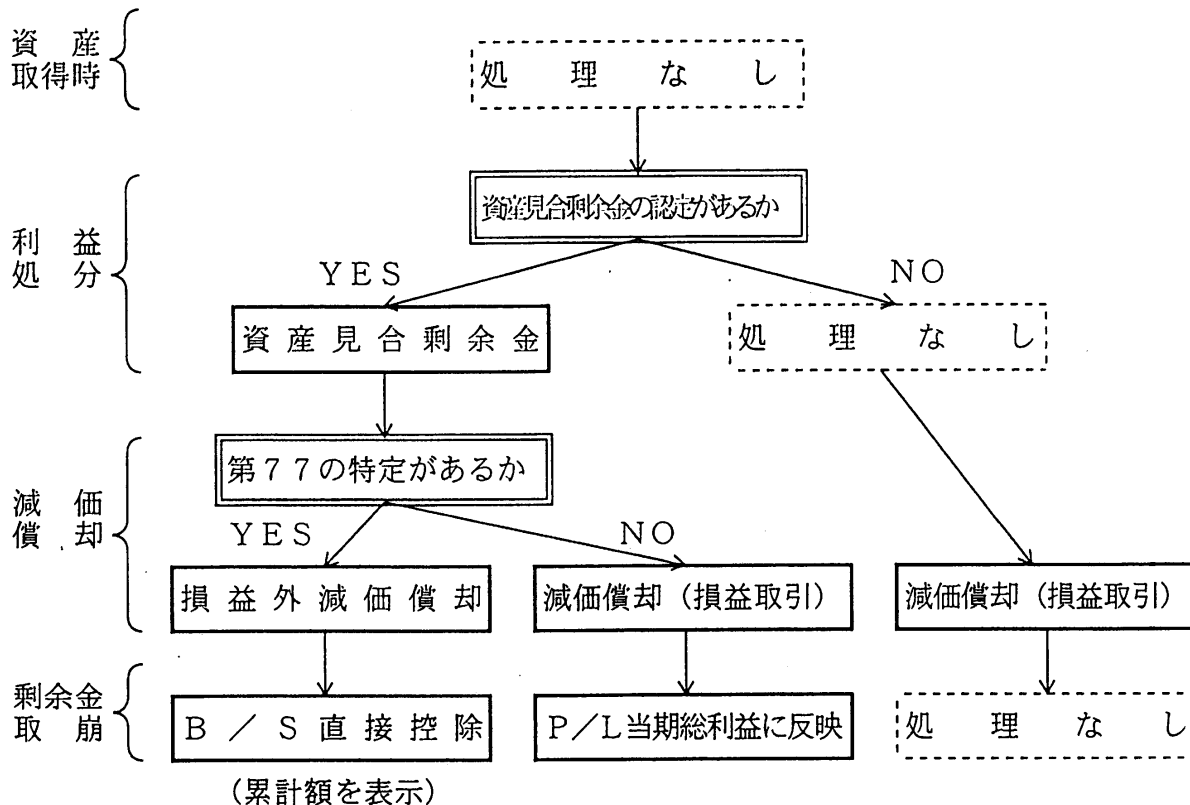 資産
取得時
処理なし
資産見合剰余金の認定があるか
利益
処分
YES
NO
資産見合剰余金
処理なし
第77の特定があるか
減価
償却
YES
NO
損益外減価償却
減価償却(損益取引)
減価償却(損益取引)
剰余金
取崩
B/S直接控除
P/L当期総利益に反映
処理なし
(累計額を表示)